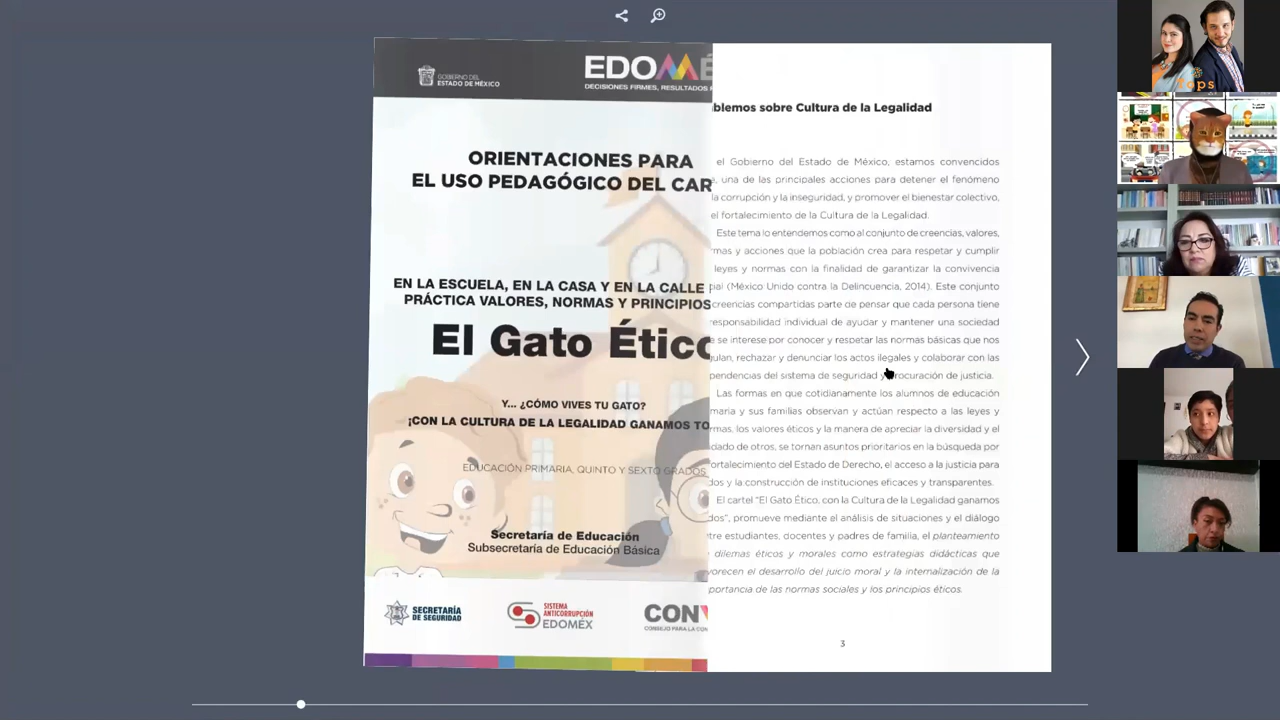 GOBIERNO DEL
ESTADO DE MÉXICO
EDOMÉ
DECISIONES FIRMES, RESULTADOS
ORIENTACIONES PARA
EL USO PEDAGÓGICO DEL CAR
EN LA ESCUELA, EN LA CASA Y EN LA CALLE
PRÁCTICA VALORES, NORMAS Y PRINCIPIOS
El Gato Ético
Y... ¿CÓMO VIVES TU GATO?
¡CON LA CULTURA DE LA LEGALIDAD GANAMOS TO
EDUCACIÓN PRIMARIA, QUINTO Y SEXTO GRADOS
Secretaría de Educación
Subsecretaría de Educación Básica
SECRETARÍA
DE SEGURIDAD
SISTEMA
ANTICORRUPCIÓN
EDOMÉX
CONV
CONSEJO PARA LA CON
blemos sobre Cultura de la Legalidad
el Gobierno del Estado de México, estamos convencidos
, una de las principales acciones para detener el fenómeno
la corrupción y la inseguridad, y promover el bienestar colectivo,
el fortalecimiento de la Cultura de la Legalidad.
Este tema lo entendemos como al conjunto de creencias, valores,
rmas y acciones que la población crea para respetar y cumplir
leyes y normas con la finalidad de garantizar la convivencia
ial (México Unido contra la Delincuencia, 2014). Este conjunto
creencias compartidas parte de pensar que cada persona tiene
responsabilidad individual de ayudar y mantener una sociedad
e se interese por conocer y respetar las normas básicas que nos
gulan, rechazar y denunciar los actos ilegales y colaborar con las
pendencias del sistema de seguridad y procuración de justicia.
Las formas en que cotidianamente los alumnos de educación
maria y sus familias observan y actúan respecto a las leyes y
rmas, los valores éticos y la manera de apreciar la diversidad y el
idado de otros, se tornan asuntos prioritarios en la búsqueda por
fortalecimiento del Estado de Derecho, el acceso a la justicia para
dos y la construcción de instituciones eficaces y transparentes.
El cartel “El Gato Ético, con la Cultura de la Legalidad ganamos
dos”, promueve mediante el análisis de situaciones y el diálogo
tre estudiantes, docentes y padres de familia, el planteamiento
dilemas éticos y morales como estrategias didácticas que
vorecen el desarrollo del juicio moral y la internalización de la
portancia de las normas sociales y los principios éticos.
3
Tops